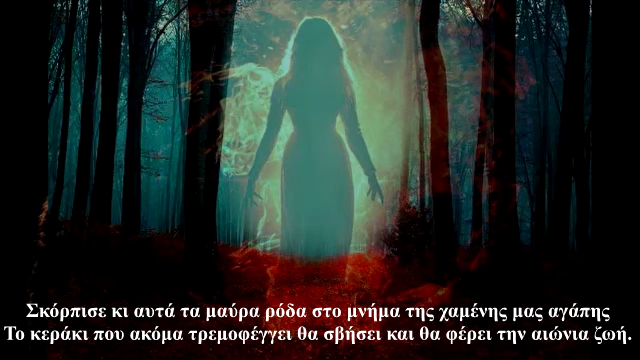 Σκόρπισε κι αυτά τα μαύρα ρόδα στο μνήμα της χαμένης μας αγάπης
Το κεράκι που ακόμα τρεμοφέγγει θα σβήσει και θα φέρει την αιώνια ζωή.